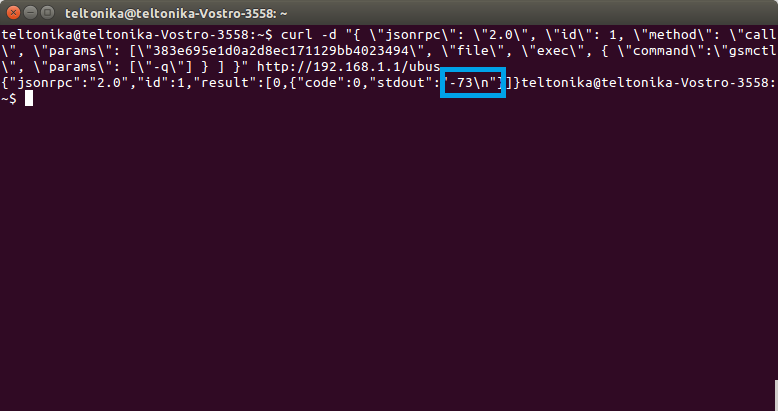 teltonika@teltonika-Vostro-3558: ~
teltonika@teltonika-Vostro-3558:~$ curl -d "{ \"jsonrpc\": \"2.0\", \"id\": 1, \"method\": \"call
\", \"params\": [\"383e695e1d0a2d8ec171129bb4023494\", \"file\", \"exec\", { \"command\":\"gsmctl
\", \"params\": [\"-q\"] } ] }" http://192.168.1.1/ubus
{"jsonrpc":"2.0","id":1,"result":[0,{"code":0,"stdout":"-73\n"}]}teltonika@teltonika-Vostro-3558:
~$